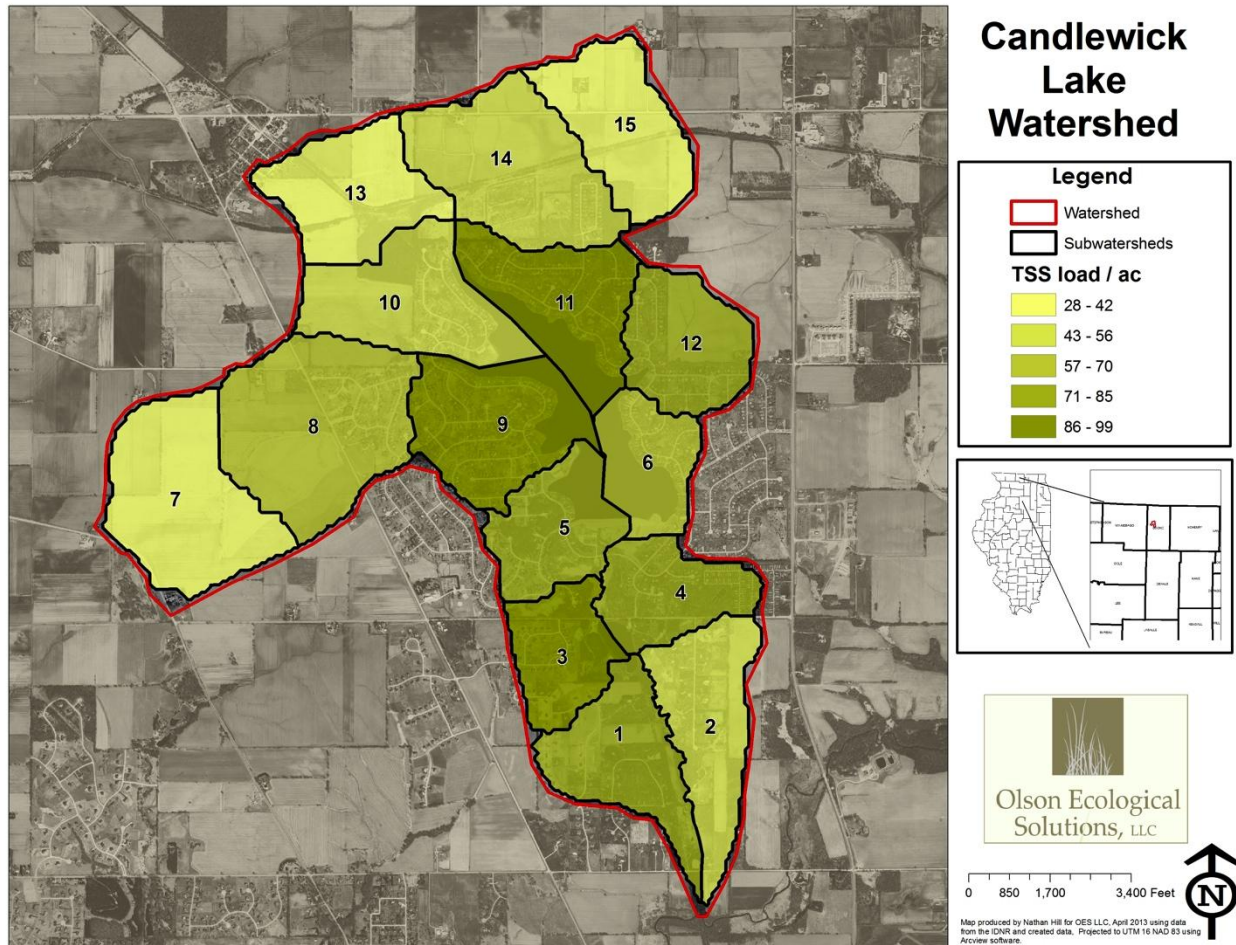 Candlewick
Lake
Watershed
Legend
Watershed
Subwatersheds
TSS load / ac
28 - 42
43 - 56
57 - 70
71 - 85
86 - 99
15
14
13
10
11
12
8
9
6
7
5
4
3
2
1
Olson Ecological
Solutions, LLC
0 850 1,700 3,400 Feet
N
Map produced by Nathan Hill for OES LLC, April 2013 using data
from the IDNR and created data, Projected to UTM 16 NAD 83 using
Arcview software.